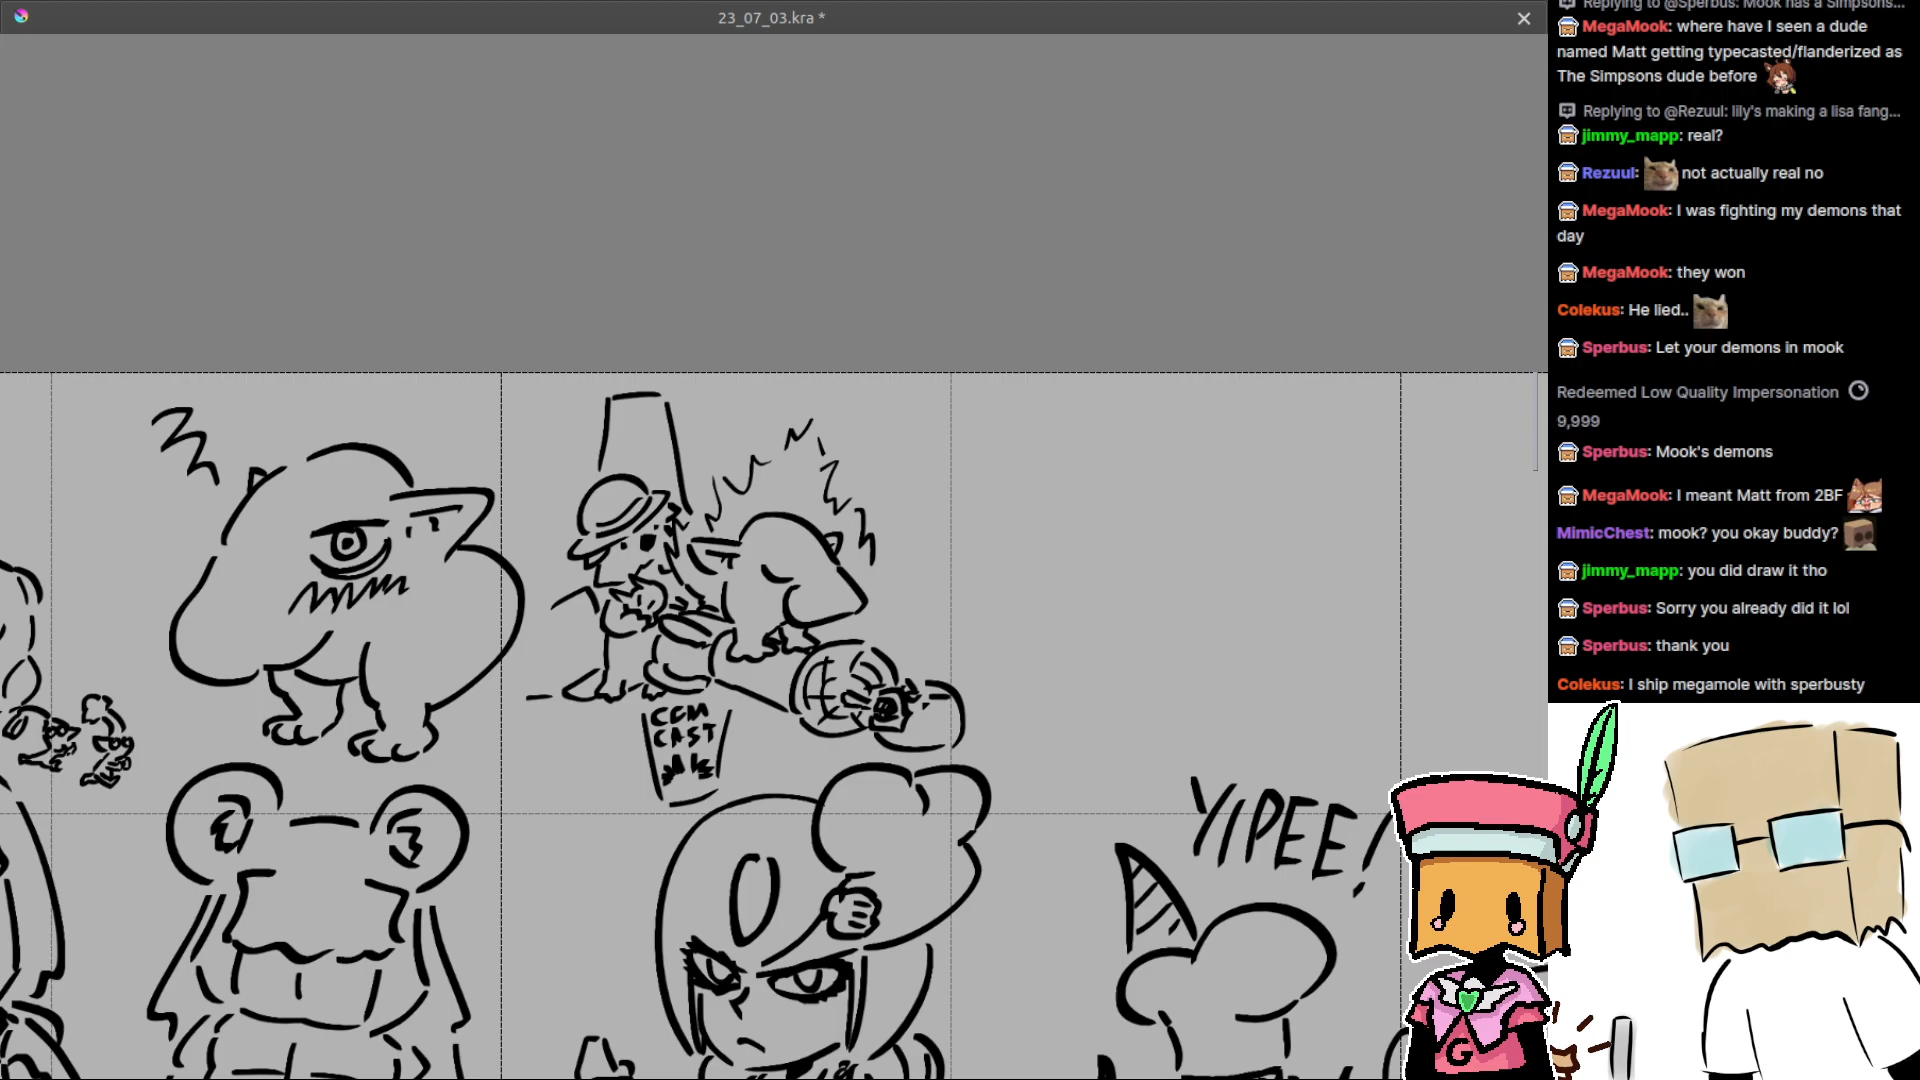 23_07_03.kra *
Replying to @Sperbus: Mook has a Simpsons...
MegaMook: where have I seen a dude
named Matt getting typecasted/flanderized as
The Simpsons dude before
Replying to @Rezuul: lily's making a lisa fang...
jimmy_mapp: real?
Rezuul: not actually real no
MegaMook: I was fighting my demons that
day
MegaMook: they won
Colekus: He lied..
Sperbus: Let your demons in mook
Redeemed Low Quality Impersonation
9,999
Sperbus: Mook's demons
MegaMook: I meant Matt from 2BF
MimicChest: mook? you okay buddy?
jimmy_mapp: you did draw it tho
Sperbus: Sorry you already did it lol
Sperbus: thank you
Colekus: I ship megamole with sperbusty
COM
CAST
YIPEE!
G